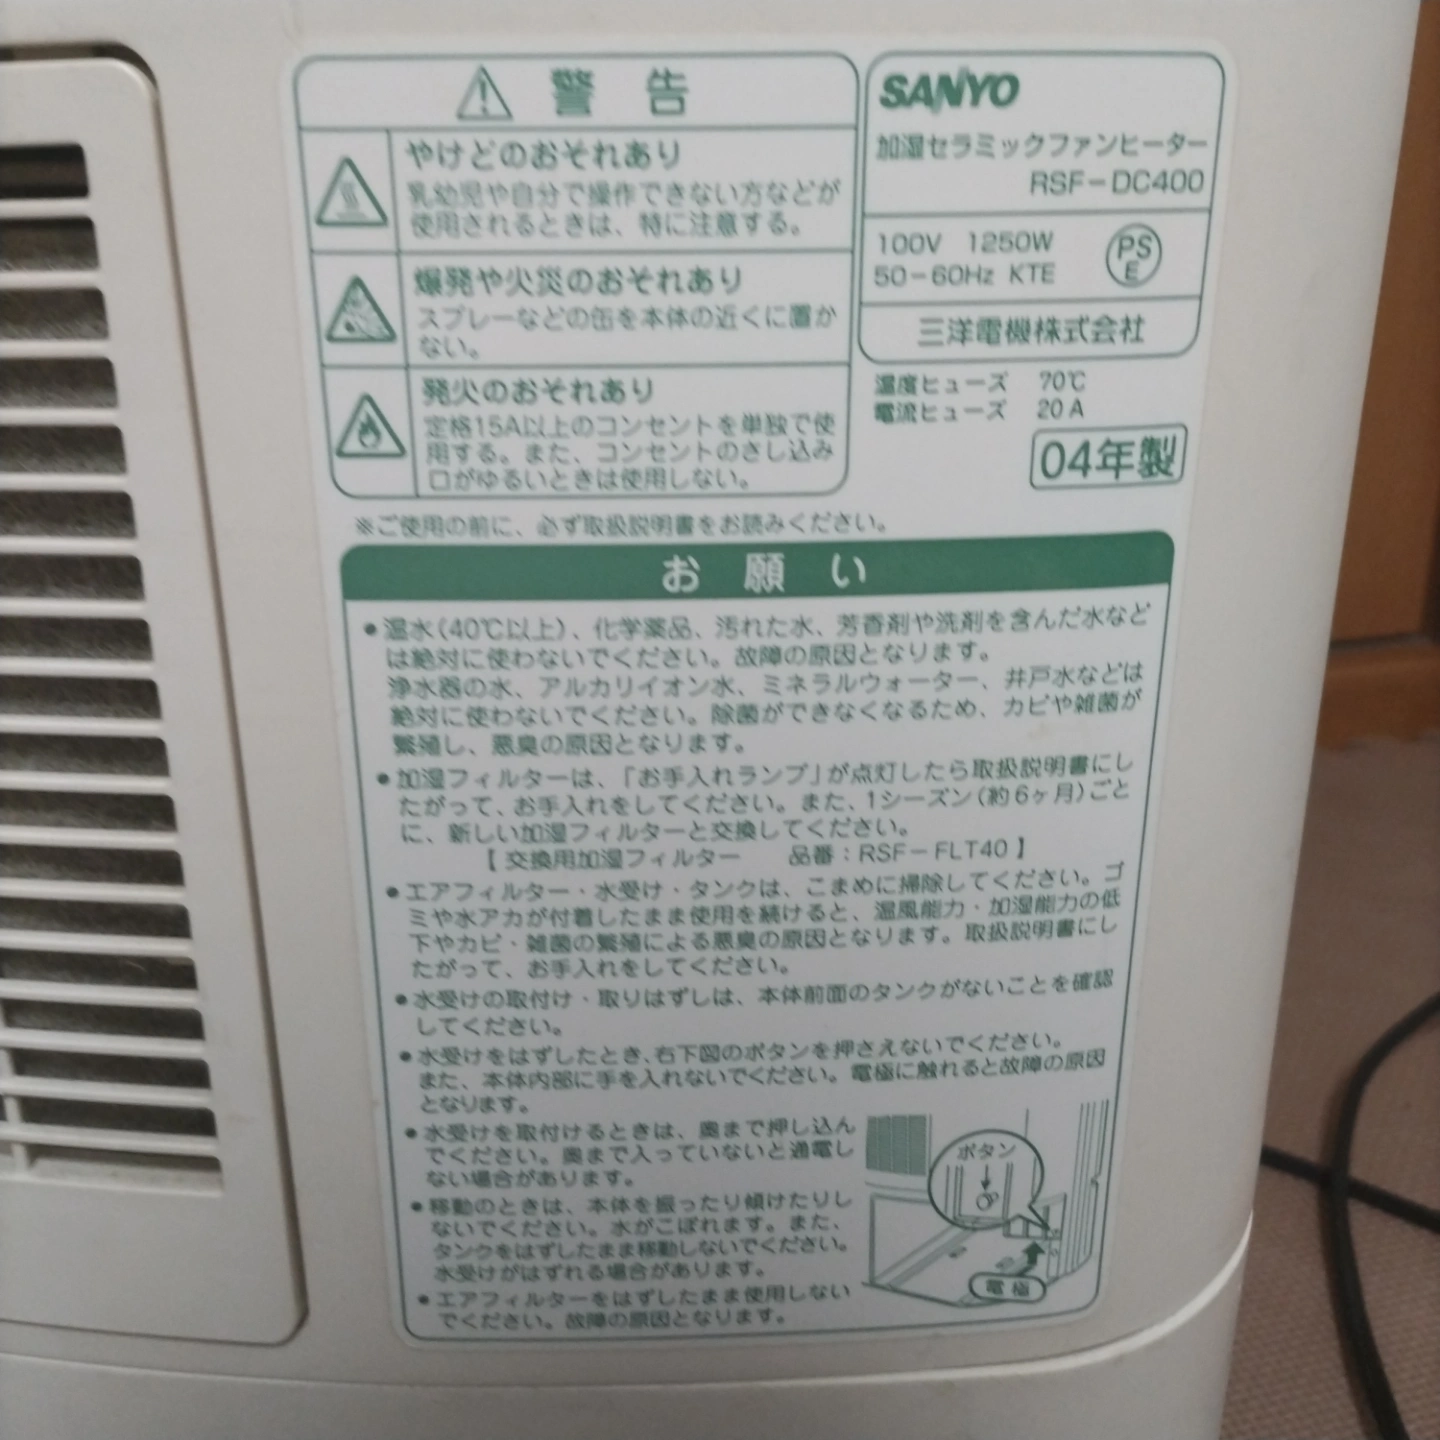 警告
やけどのおそれあり
乳幼児や自分で操作できない方などが
使用されるときは、特に注意する。
爆発や火災のおそれあり
スプレーなどの缶を本体の近くに置か
ない。
発火のおそれあり
定格15A以上のコンセントを単独で使
用する。また、コンセントのさし込み
口がゆるいときは使用しない。
SANYO
加湿セラミックファンヒーター
RSF-DC400
100V 1250W
50-60Hz KTE
PS
E
三洋電機株式会社
温度ヒューズ 70℃
電流ヒューズ 20A
04年製
※ご使用の前に、必ず取扱説明書をお読みください。
お願い
●温水(40℃以上)、化学薬品、汚れた水、芳香剤や洗剤を含んだ水など
は絶対に使わないでください。故障の原因となります。
浄水器の水、アルカリイオン水、ミネラルウォーター、井戸水などは
絶対に使わないでください。除菌ができなくなるため、カビや雑菌が
繁殖し、悪臭の原因となります。
●加湿フィルターは、「お手入れランプ」が点灯したら取扱説明書にし
たがって、お手入れをしてください。また、1シーズン(約6ヶ月)ごと
に、新しい加湿フィルターと交換してください。
【交換用加湿フィルター 品番：RSF-FLT40】
●エアフィルター・水受け・タンクは、こまめに掃除してください。ゴ
ミや水アカが付着したまま使用を続けると、温風能力・加湿能力の低
下やカビ・雑菌の繁殖による悪臭の原因となります。取扱説明書にし
たがって、お手入れをしてください。
●水受けの取付け・取りはずしは、本体前面のタンクがないことを確認
してください。
●水受けをはずしたとき、右下図のボタンを押さえないでください。
また、本体内部に手を入れないでください。電極に触れると故障の原因
となります。
●水受けを取付けるときは、奥まで押し込ん
でください。奥まで入っていないと通電し
ない場合があります。
●移動のときは、本体を振ったり傾けたりし
ないでください。水がこぼれます。また、
タンクをはずしたまま移動しないでください。
水受けがはずれる場合があります。
●エアフィルターをはずしたまま使用しない
でください。故障の原因となります。
ボタン
電極